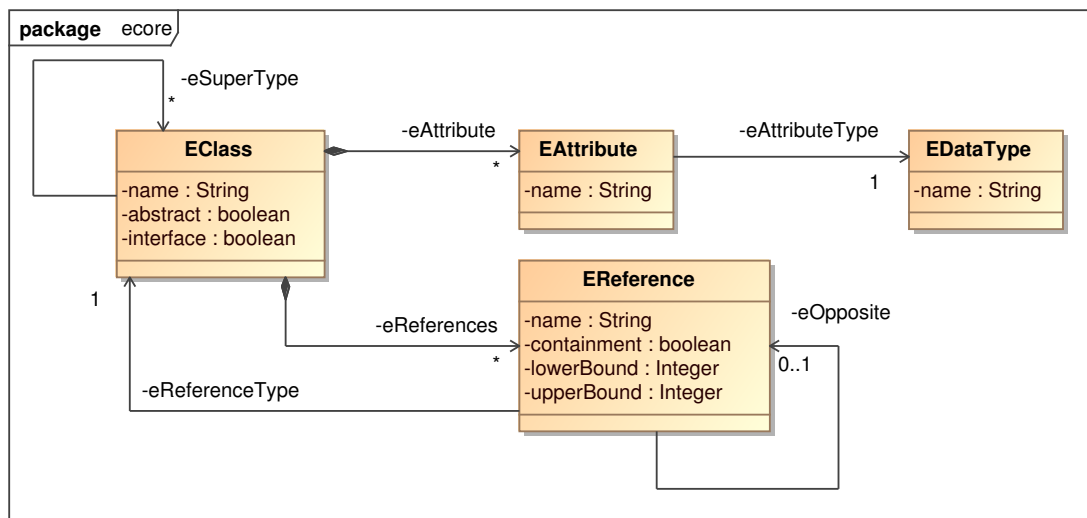 package ecore
-eSuperType
*
EClass
-name : String
-abstract : boolean
-interface : boolean
-eAttribute
*
EAttribute
-name : String
-eAttributeType
1
EDataType
-name : String
1
-eReferences
*
-eReferenceType
EReference
-name : String
-containment : boolean
-lowerBound : Integer
-upperBound : Integer
-eOpposite
0..1